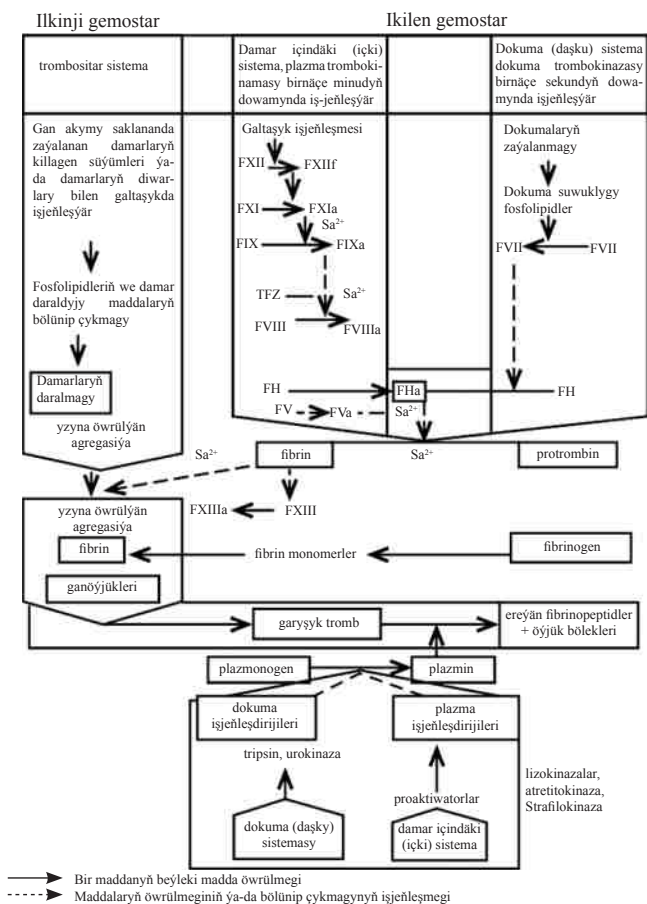 Ilkinji gemostar
Ikilen gemostar
trombositar sistema
Damar içindäki (içki)
sistema, plazma tromboki-
namasy birnäçe minudyň
dowamynda iş-jeňleşýär
Dokuma (daşku) sistema
dokuma trombokinazasy
birnäçe sekundyň dowa-
mynda işjeňleşýär
Gan akymy saklananda
zaýalanan damarlaryň
killagen süýümleri ýa-
da damarlaryň diwar-
lary bilen galtaşykda
işjeňleşýär
Fosfolipidleriň we damar
daraldyjy maddalaryň
bölünip çykmagy
Damarlaryň
daralmagy
yzyna öwrülýän
agregasiýa
Galtaşyk işjeňleşmesi
FXII
FXIIf
FXI
FXIa
Sa²⁺
FIX
FIXa
TFZ
Sa²⁺
FVIII
FVIIIa
Dokumalaryň
zaýalanmagy
Dokuma suwuklygy
fosfolipidler
FVII
FVII
FH
FHa
FH
FV
FVa
Sa²⁺
Sa²⁺
fibrin
Sa²⁺
protrombin
yzyna öwrülýän
agregasiýa
FXIIIa
FXIII
fibrin
fibrin monomerler
fibrinogen
ganöýjükleri
garyşyk tromb
ereýän fibrinopeptidler
+ öýjük bölekleri
plazmonogen
plazmin
dokuma
işjeňleşdirijileri
plazma
işjeňleşdirijileri
tripsin, urokinaza
proaktiwatorlar
lizokinazalar,
atretitokinaza,
Strafilokinaza
dokuma (daşky)
sistemasy
damar içindäki
(içki) sistema
Bir maddanyň beýleki madda öwrülmegi
Maddalaryň öwrülmeginiň ýa-da bölünip çykmagynyň işjeňleşmegi